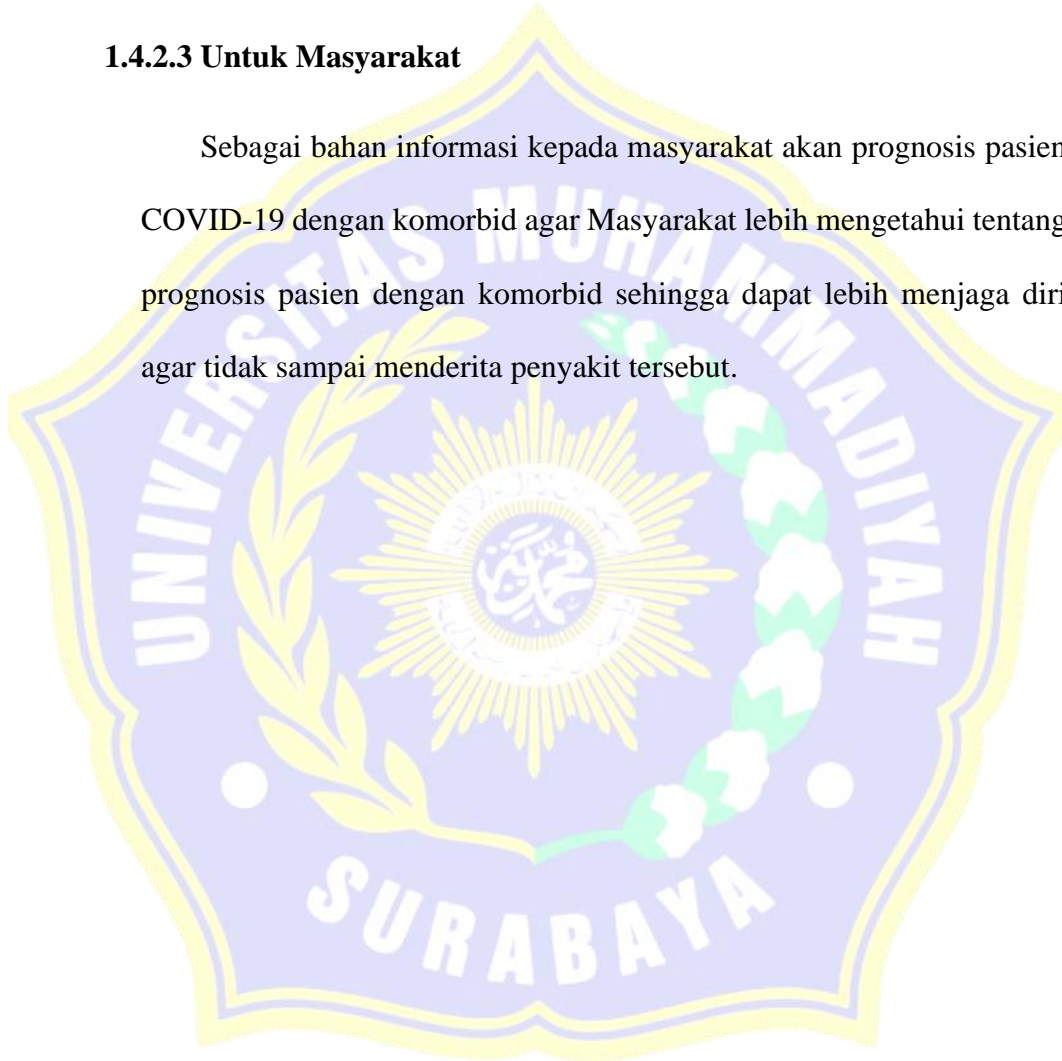 1.4.2.3 Untuk Masyarakat
Sebagai bahan informasi kepada masyarakat akan prognosis pasien
COVID-19 dengan komorbid agar Masyarakat lebih mengetahui tentang
prognosis pasien dengan komorbid sehingga dapat lebih menjaga diri
agar tidak sampai menderita penyakit tersebut.
UNIVERSITAS MUHAMMADIYAH
SURABAYA